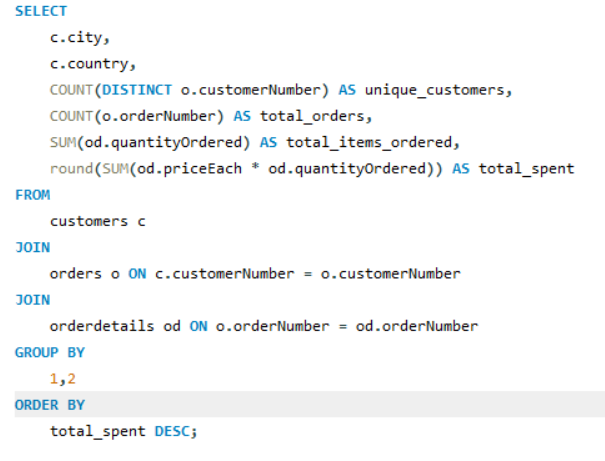 SELECT
c.city,
c.country,
COUNT(DISTINCT o.customerNumber) AS unique_customers,
COUNT(o.orderNumber) AS total_orders,
SUM(od.quantityOrdered) AS total_items_ordered,
round(SUM(od.priceEach * od.quantityOrdered)) AS total_spent
FROM
customers c
JOIN
orders o ON c.customerNumber = o.customerNumber
JOIN
orderdetails od ON o.orderNumber = od.orderNumber
GROUP BY
1,2
ORDER BY
total_spent DESC;